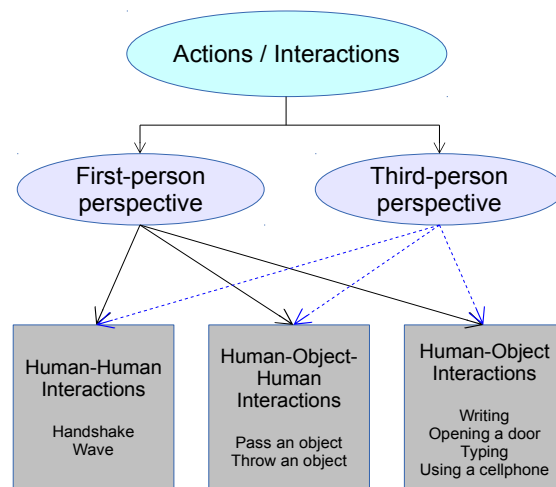 Actions / Interactions
First-person
perspective
Third-person
perspective
Human-Human
Interactions
Handshake
Wave
Human-Object-
Human
Interactions
Pass an object
Throw an object
Human-Object
Interactions
Writing
Opening a door
Typing
Using a cellphone